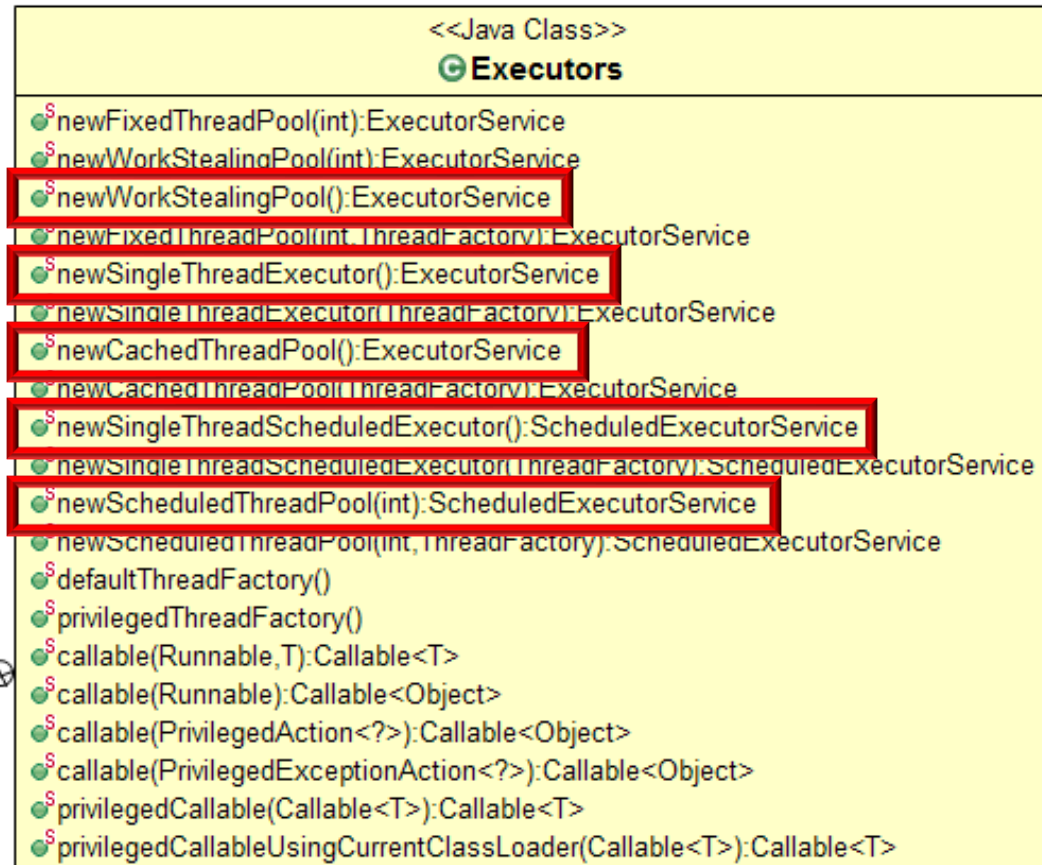 <<Java Class>>
C Executors
S newFixedThreadPool(int):ExecutorService
S newWorkStealingPool(int):ExecutorService
S newWorkStealingPool():ExecutorService
S newFixedThreadPool(int,ThreadFactory):ExecutorService
S newSingleThreadExecutor():ExecutorService
S newSingleThreadExecutor(ThreadFactory):ExecutorService
S newCachedThreadPool():ExecutorService
S newCachedThreadPool(ThreadFactory):ExecutorService
S newSingleThreadScheduledExecutor():ScheduledExecutorService
S newSingleThreadScheduledExecutor(ThreadFactory):ScheduledExecutorService
S newScheduledThreadPool(int):ScheduledExecutorService
S newScheduledThreadPool(int,ThreadFactory):ScheduledExecutorService
S defaultThreadFactory()
S privilegedThreadFactory()
S callable(Runnable,T):Callable<T>
S callable(Runnable):Callable<Object>
S callable(PrivilegedAction<?>):Callable<Object>
S callable(PrivilegedExceptionAction<?>):Callable<Object>
S privilegedCallable(Callable<T>):Callable<T>
S privilegedCallableUsingCurrentClassLoader(Callable<T>):Callable<T>